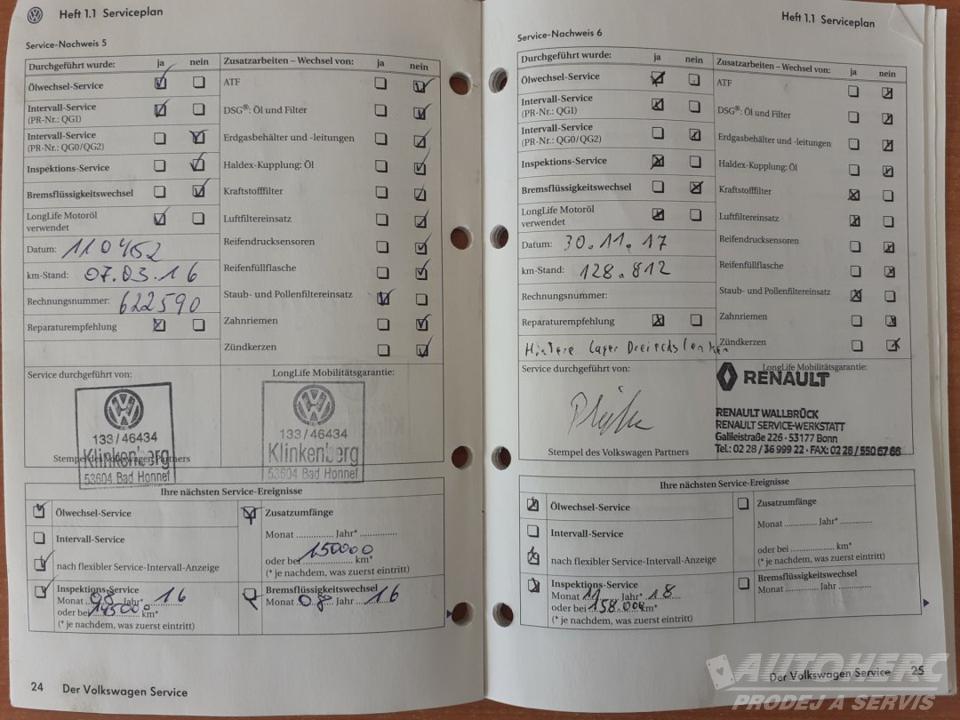 Heft 1.1 Serviceplan
Service-Nachweis 5
Durchgeführt wurde: ja nein
Ölwechsel-Service
Intervall-Service
(PR-Nr.: QG1)
Intervall-Service
(PR-Nr.: QG0/QG2)
Inspektions-Service
Bremsflüssigkeitswechsel
LongLife Motoröl
verwendet
Datum: 110452
km-Stand: 07.03.16
Rechnungsnummer: 622590
Reparaturempfehlung
Zusatzarbeiten – Wechsel von: ja nein
ATF
DSG®: Öl und Filter
Erdgasbehälter und -leitungen
Haldex-Kupplung: Öl
Kraftstofffilter
Luftfiltereinsatz
Reifendrucksensoren
Reifenfüllflasche
Staub- und Pollenfiltereinsatz
Zahnriemen
Zündkerzen
Service durchgeführt von:
133/46434
Klinkenberg
Stempel des Volkswagen Partners
53604 Bad Honnef
LongLife Mobilitätsgarantie:
133/46434
Klinkenberg
53604 Bad Honnef
Ihre nächsten Service-Ereignisse
Ölwechsel-Service
Intervall-Service
nach flexibler Service-Intervall-Anzeige
Inspektions-Service
Monat 08 Jahr* 16
oder bei km*
(* je nachdem, was zuerst eintritt)
Zusatzumfänge
Monat ............ Jahr* ............
oder bei 150000 km*
(* je nachdem, was zuerst eintritt)
Bremsflüssigkeitswechsel
Monat 08 Jahr 16
24 Der Volkswagen Service
Heft 1.1 Serviceplan
Service-Nachweis 6
Durchgeführt wurde: ja nein
Ölwechsel-Service
Intervall-Service
(PR-Nr.: QG1)
Intervall-Service
(PR-Nr.: QG0/QG2)
Inspektions-Service
Bremsflüssigkeitswechsel
LongLife Motoröl
verwendet
Datum: 30.11.17
km-Stand: 128.812
Rechnungsnummer:
Reparaturempfehlung
Hintere Lager Dreieckslenker
Zusatzarbeiten – Wechsel von: ja nein
ATF
DSG®: Öl und Filter
Erdgasbehälter und -leitungen
Haldex-Kupplung: Öl
Kraftstofffilter
Luftfiltereinsatz
Reifendrucksensoren
Reifenfüllflasche
Staub- und Pollenfiltereinsatz
Zahnriemen
Zündkerzen
Service durchgeführt von:
Stempel des Volkswagen Partners
LongLife Mobilitätsgarantie:
RENAULT
RENAULT WALLBRÜCK
RENAULT SERVICE-WERKSTATT
Galileistraße 226 · 53177 Bonn
Tel.: 02 28 / 36 999 22 · FAX: 02 28 / 550 67 66
Ihre nächsten Service-Ereignisse
Ölwechsel-Service
Intervall-Service
nach flexibler Service-Intervall-Anzeige
Inspektions-Service
Monat 11 Jahr* 18
oder bei 158.000 km*
(* je nachdem, was zuerst eintritt)
Zusatzumfänge
Monat ............ Jahr* ............
oder bei ............ km*
(* je nachdem, was zuerst eintritt)
Bremsflüssigkeitswechsel
Monat ............ Jahr ............
Der Volkswagen Service 25
AUTOHERC
PRODEJ A SERVIS